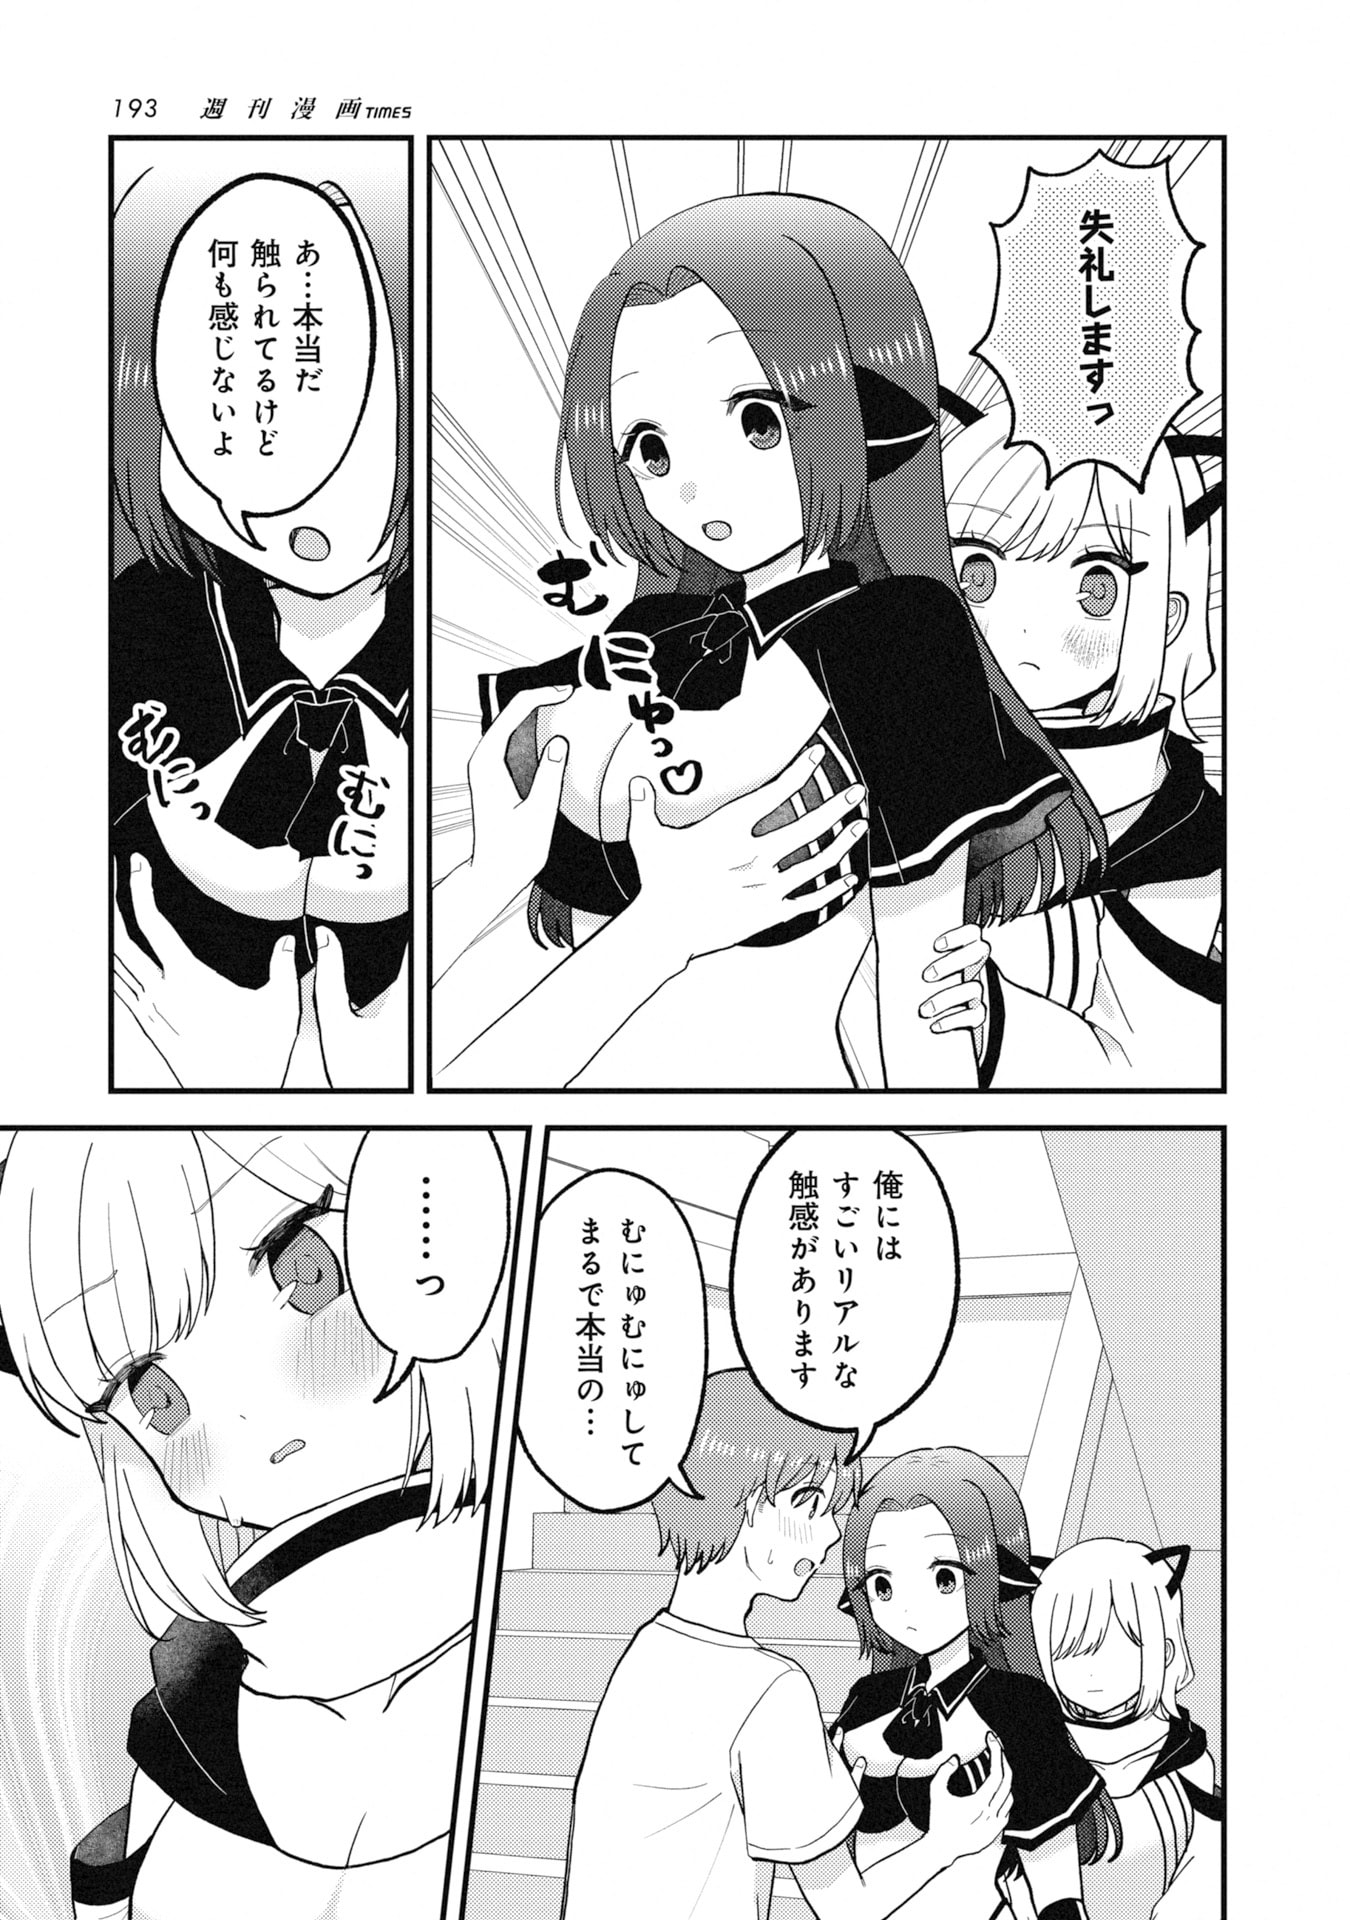 193 週刊漫画TIMES
失礼しますっ
むにゅっ♡
あ…本当だ
触られてるけど
何も感じないよ
むにっ
むにっ
俺には
すごいリアルな
触感があります
むにゅむにゅして
まるで本当の…
……っ